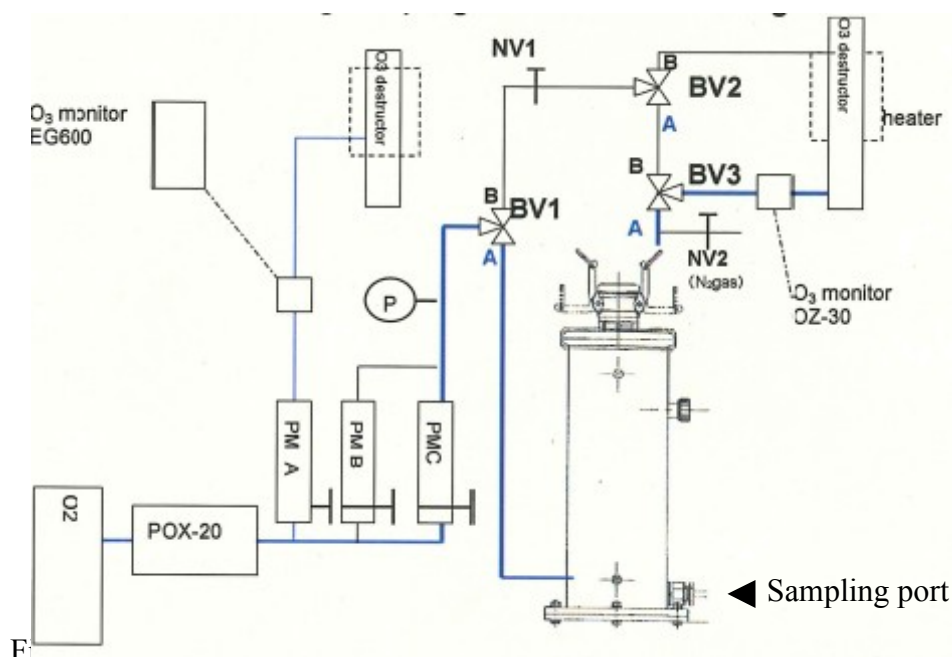 O3 destructor
O3 destructor
NV1
B
BV2
A
heater
O₃ monitor
EG600
B
BV3
A
B
BV1
A
NV2
(N₂gas)
O₃ monitor
OZ-30
P
PM A
PM B
PMC
O2
POX-20
Sampling port